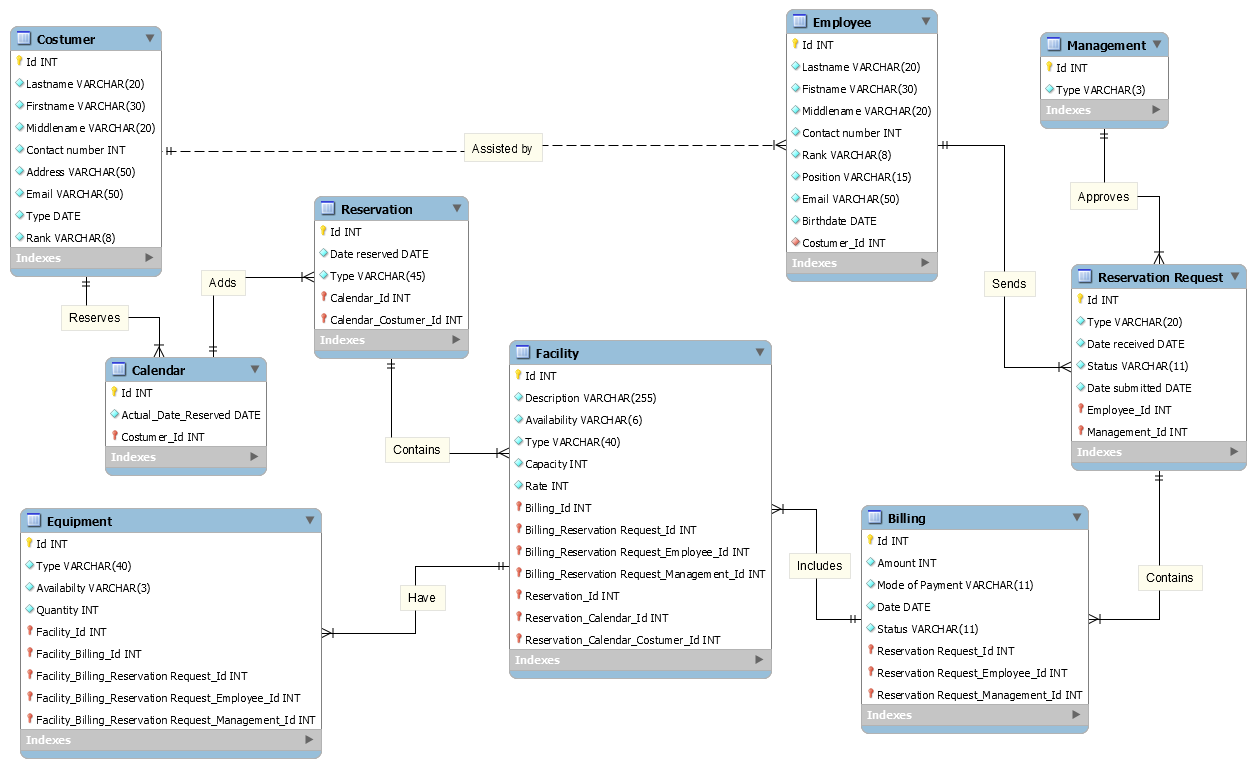 Costumer
Id INT
Lastname VARCHAR(20)
Firstname VARCHAR(30)
Middlename VARCHAR(20)
Contact number INT
Address VARCHAR(50)
Email VARCHAR(50)
Type DATE
Rank VARCHAR(8)
Indexes
Assisted by
Employee
Id INT
Lastname VARCHAR(20)
Fistname VARCHAR(30)
Middlename VARCHAR(20)
Contact number INT
Rank VARCHAR(8)
Position VARCHAR(15)
Email VARCHAR(50)
Birthdate DATE
Costumer_Id INT
Indexes
Management
Id INT
Type VARCHAR(3)
Indexes
Approves
Sends
Reserves
Adds
Reservation
Id INT
Date reserved DATE
Type VARCHAR(45)
Calendar_Id INT
Calendar_Costumer_Id INT
Indexes
Reservation Request
Id INT
Type VARCHAR(20)
Date received DATE
Status VARCHAR(11)
Date submitted DATE
Employee_Id INT
Management_Id INT
Indexes
Calendar
Id INT
Actual_Date_Reserved DATE
Costumer_Id INT
Indexes
Contains
Facility
Id INT
Description VARCHAR(255)
Availability VARCHAR(6)
Type VARCHAR(40)
Capacity INT
Rate INT
Billing_Id INT
Billing_Reservation Request_Id INT
Billing_Reservation Request_Employee_Id INT
Billing_Reservation Request_Management_Id INT
Reservation_Id INT
Reservation_Calendar_Id INT
Reservation_Calendar_Costumer_Id INT
Indexes
Equipment
Id INT
Type VARCHAR(40)
Availabilty VARCHAR(3)
Quantity INT
Facility_Id INT
Facility_Billing_Id INT
Facility_Billing_Reservation Request_Id INT
Facility_Billing_Reservation Request_Employee_Id INT
Facility_Billing_Reservation Request_Management_Id INT
Indexes
Have
Includes
Billing
Id INT
Amount INT
Mode of Payment VARCHAR(11)
Date DATE
Status VARCHAR(11)
Reservation Request_Id INT
Reservation Request_Employee_Id INT
Reservation Request_Management_Id INT
Indexes
Contains